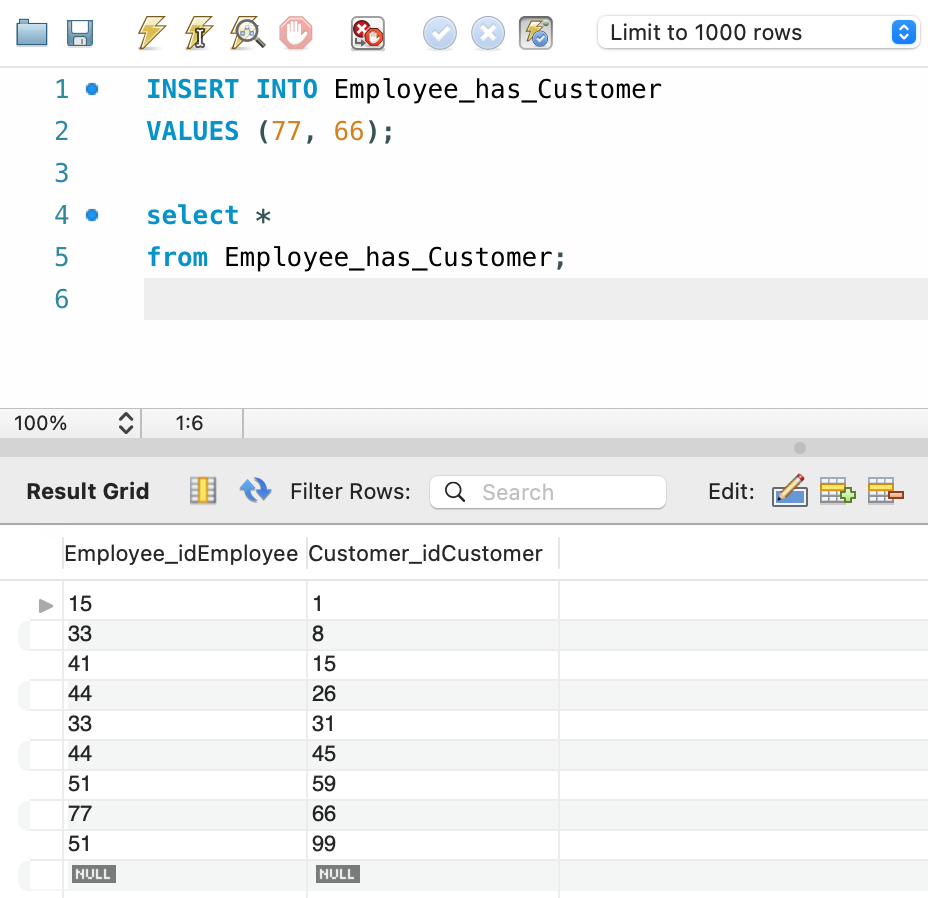 Limit to 1000 rows
1 INSERT INTO Employee_has_Customer
2 VALUES (77, 66);
3
4 select *
5 from Employee_has_Customer;
6
100% 1:6
Result Grid Filter Rows: Search Edit:
Employee_idEmployee Customer_idCustomer
15 1
33 8
41 15
44 26
33 31
44 45
51 59
77 66
51 99
NULL NULL